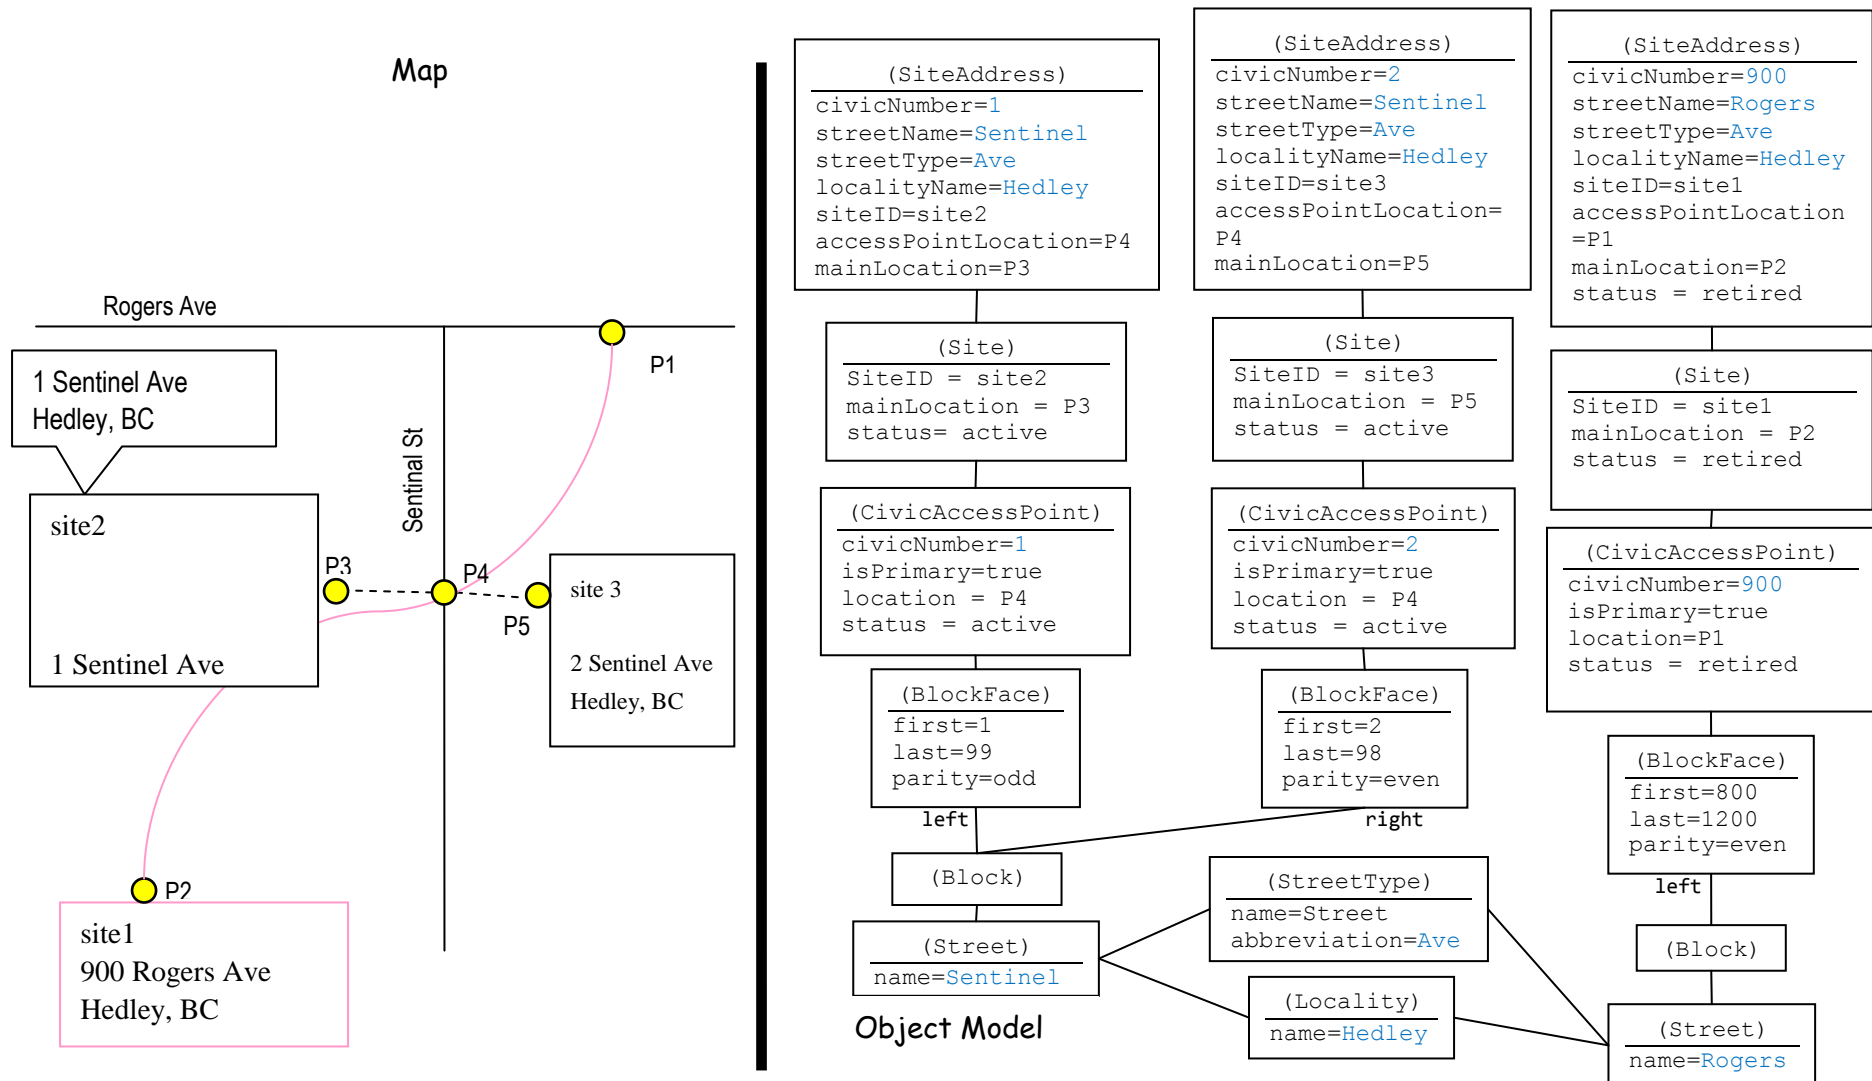 Map
Rogers Ave
P1
1 Sentinel Ave
Hedley, BC
Sentinal St
site2
1 Sentinel Ave
P3
P4
P5
site 3
2 Sentinel Ave
Hedley, BC
P2
site1
900 Rogers Ave
Hedley, BC
(SiteAddress)
civicNumber=1
streetName=Sentinel
streetType=Ave
localityName=Hedley
siteID=site2
accessPointLocation=P4
mainLocation=P3
(Site)
SiteID = site2
mainLocation = P3
status= active
(CivicAccessPoint)
civicNumber=1
isPrimary=true
location = P4
status = active
(BlockFace)
first=1
last=99
parity=odd
left
(Block)
(Street)
name=Sentinel
(SiteAddress)
civicNumber=2
streetName=Sentinel
streetType=Ave
localityName=Hedley
siteID=site3
accessPointLocation=
P4
mainLocation=P5
(Site)
SiteID = site3
mainLocation = P5
status = active
(CivicAccessPoint)
civicNumber=2
isPrimary=true
location = P4
status = active
(BlockFace)
first=2
last=98
parity=even
right
(StreetType)
name=Street
abbreviation=Ave
(Locality)
name=Hedley
(SiteAddress)
civicNumber=900
streetName=Rogers
streetType=Ave
localityName=Hedley
siteID=site1
accessPointLocation
=P1
mainLocation=P2
status = retired
(Site)
SiteID = site1
mainLocation = P2
status = retired
(CivicAccessPoint)
civicNumber=900
isPrimary=true
location=P1
status = retired
(BlockFace)
first=800
last=1200
parity=even
left
(Block)
(Street)
name=Rogers
Object Model